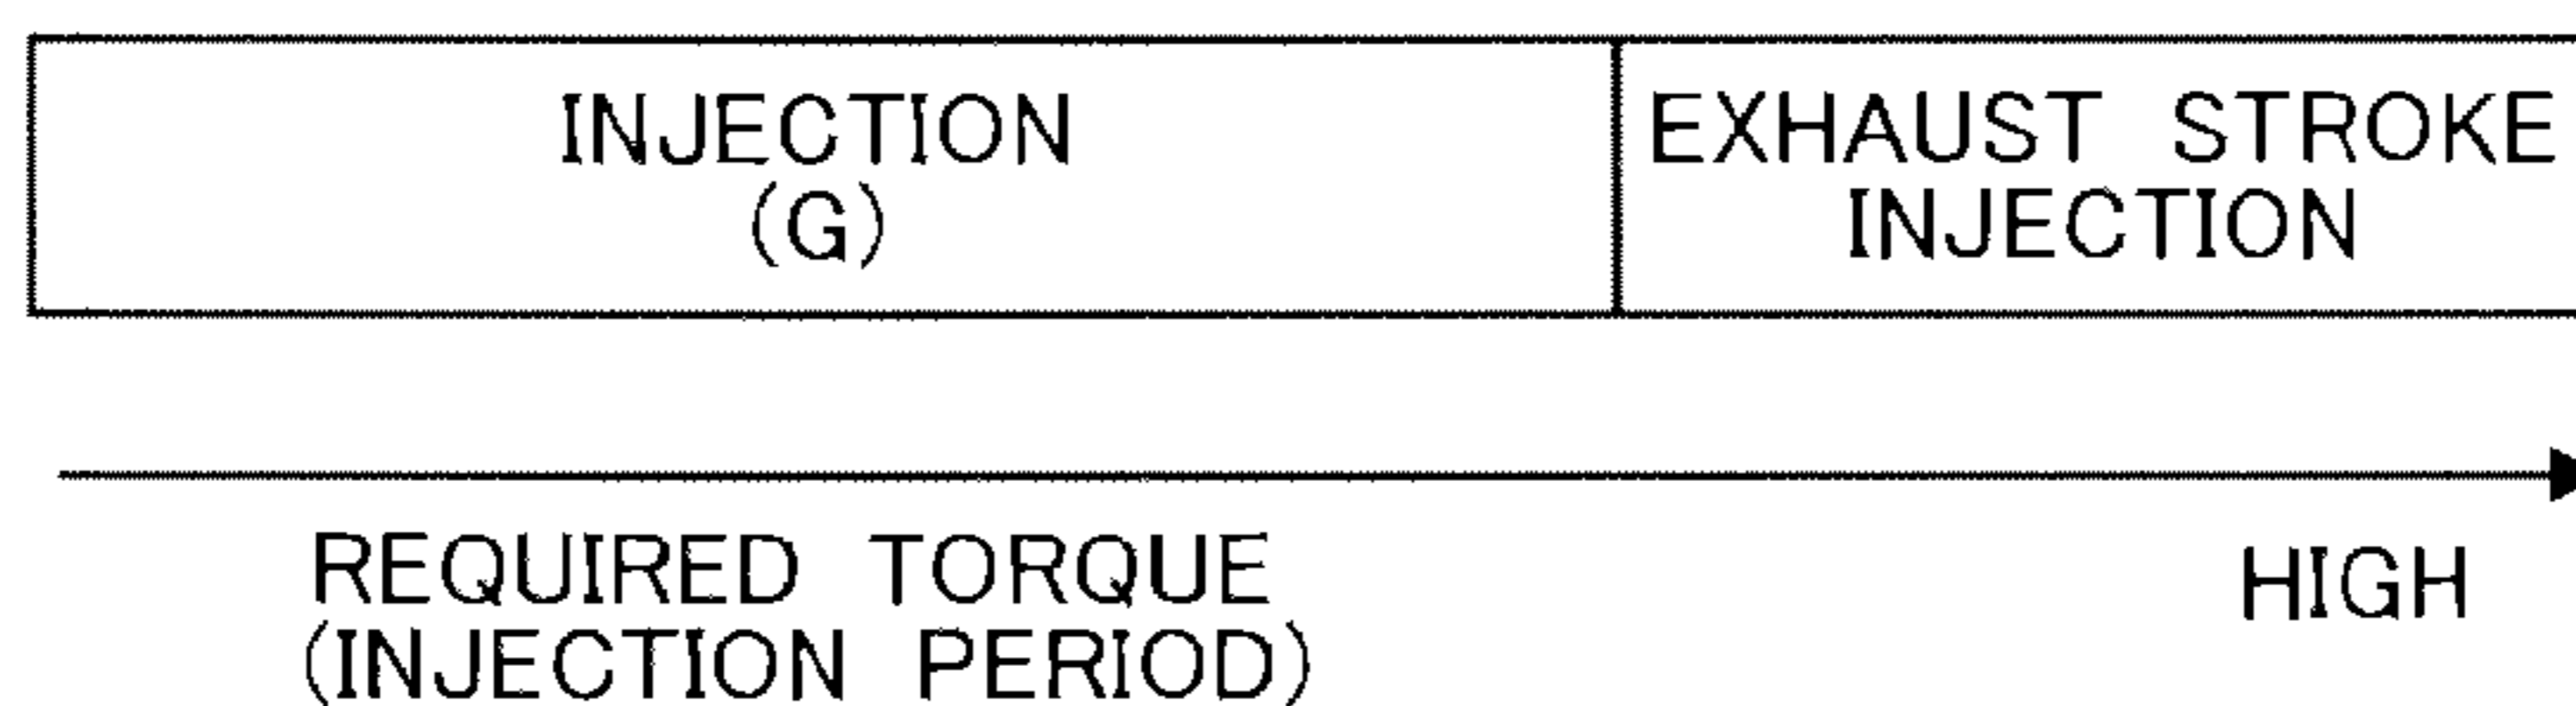 INJECTION
(G)
EXHAUST STROKE
INJECTION
REQUIRED TORQUE
(INJECTION PERIOD)
HIGH